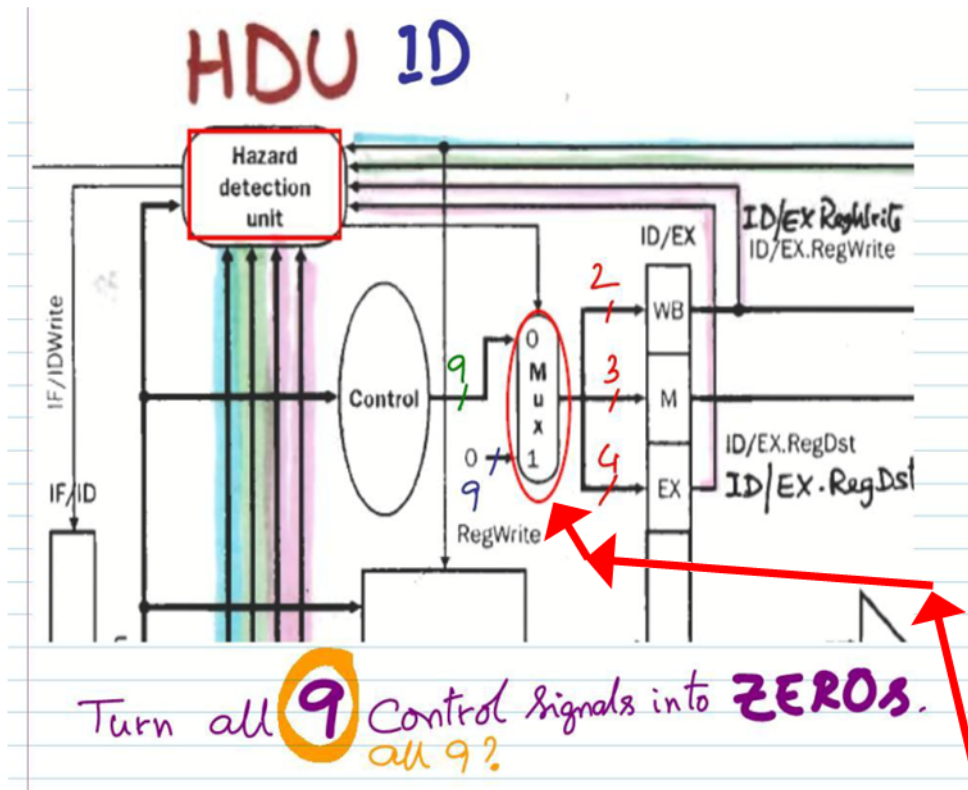 HDU ID
Hazard
detection
unit
ID/EX RegWrite
ID/EX.RegWrite
ID/EX
IF/IDWrite
2
WB
0
M
u
x
1
9
3
Control
M
0
9
4
ID/EX.RegDst
IF/ID
EX
ID/EX.RegDst
RegWrite
Turn all 9 Control signals into ZEROs.
all 9?